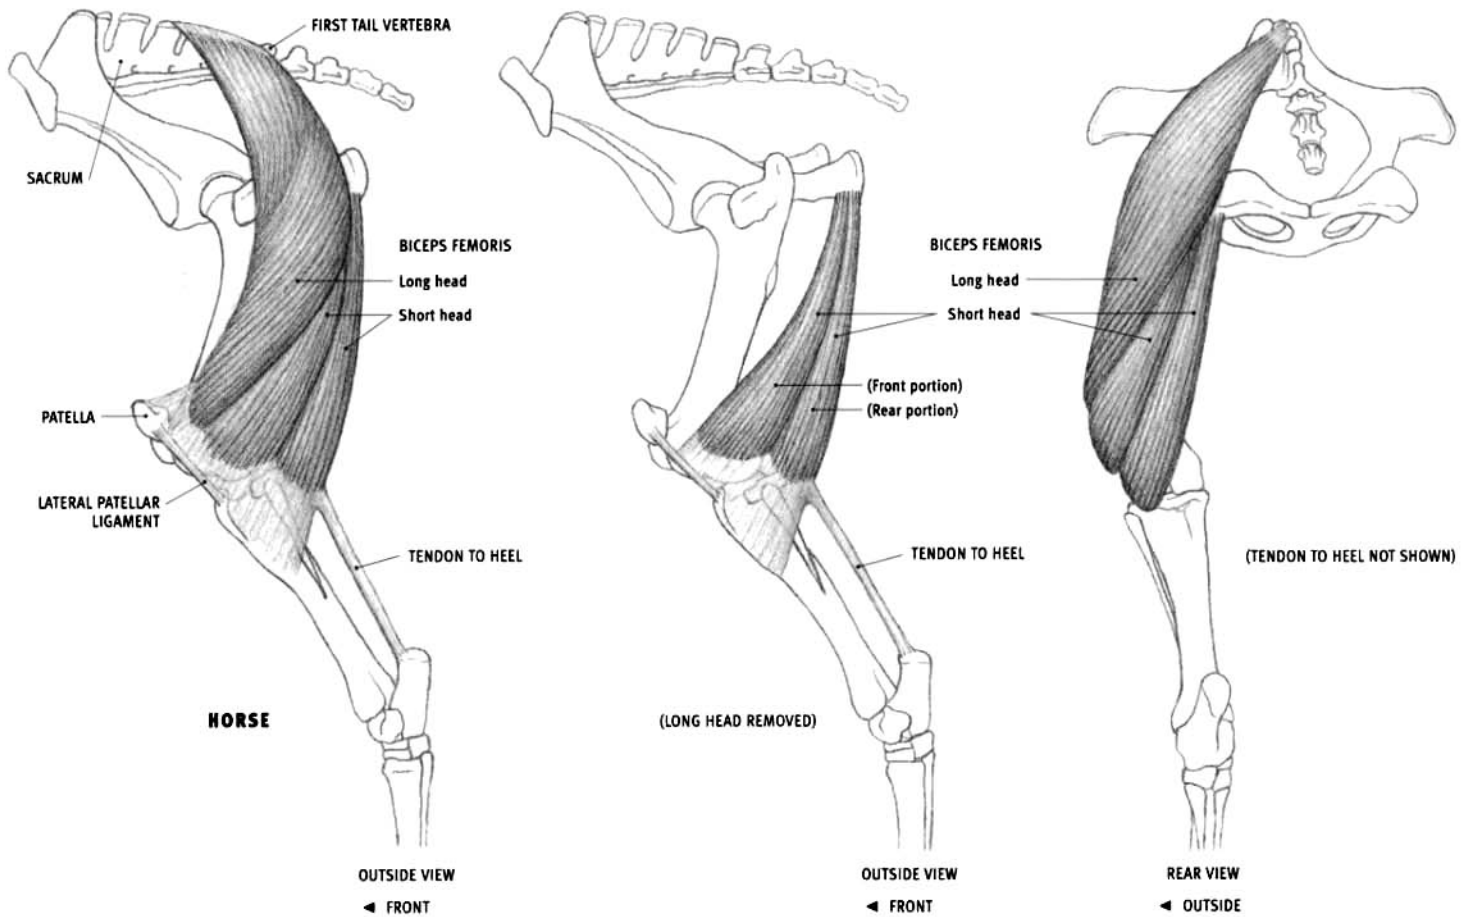 FIRST TAIL VERTEBRA
SACRUM
BICEPS FEMORIS
Long head
Short head
PATELLA
LATERAL PATELLAR
LIGAMENT
TENDON TO HEEL
HORSE
OUTSIDE VIEW
◄ FRONT
BICEPS FEMORIS
Long head
Short head
(Front portion)
(Rear portion)
TENDON TO HEEL
(LONG HEAD REMOVED)
OUTSIDE VIEW
◄ FRONT
(TENDON TO HEEL NOT SHOWN)
REAR VIEW
◄ OUTSIDE